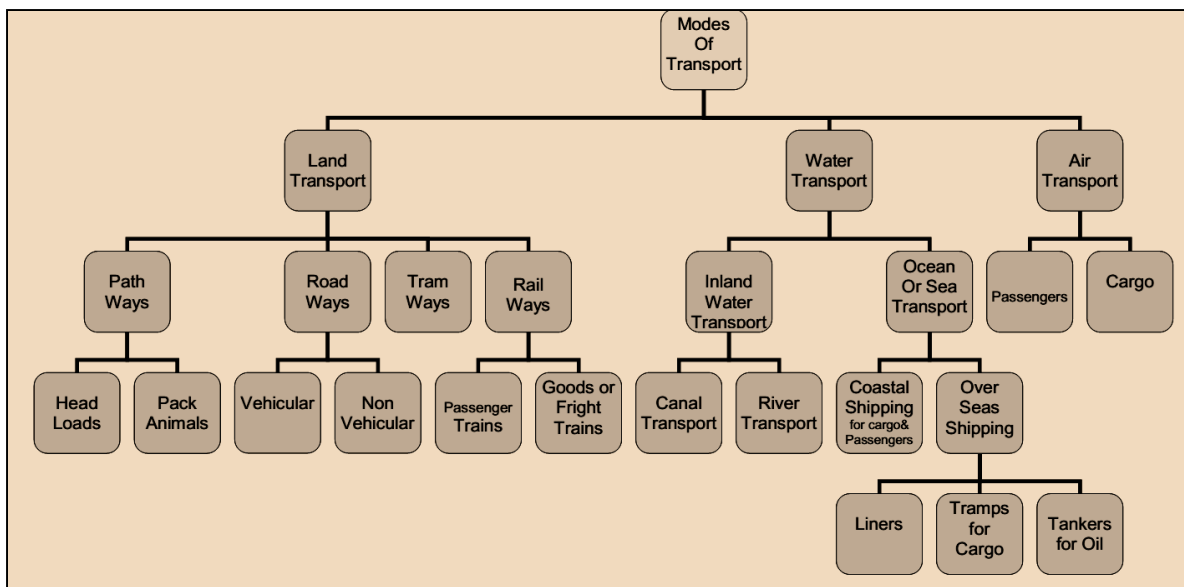 Modes
Of
Transport
Land
Transport
Water
Transport
Air
Transport
Path
Ways
Road
Ways
Tram
Ways
Rail
Ways
Inland
Water
Transport
Ocean
Or Sea
Transport
Passengers
Cargo
Head
Loads
Pack
Animals
Vehicular
Non
Vehicular
Passenger
Trains
Goods or
Fright
Trains
Canal
Transport
River
Transport
Coastal
Shipping
for cargo&
Passengers
Over
Seas
Shipping
Liners
Tramps
for
Cargo
Tankers
for Oil